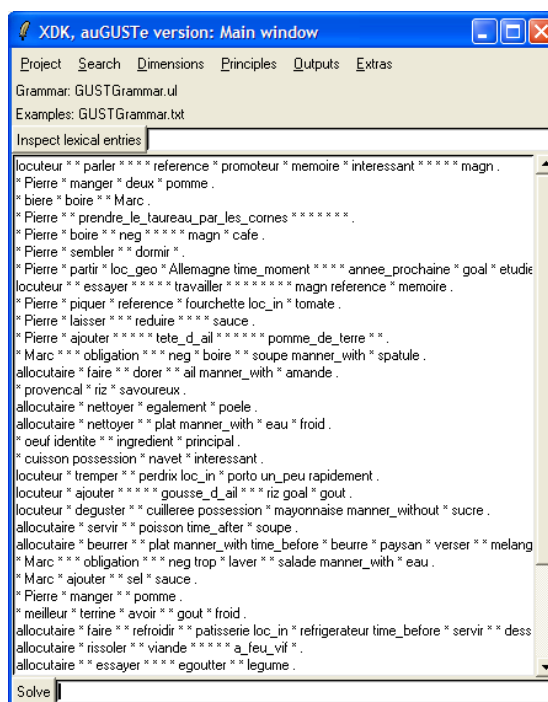 XDK, auGUSTe version: Main window
Project Search Dimensions Principles Outputs Extras
Grammar: GUSTGrammar.ul
Examples: GUSTGrammar.txt
Inspect lexical entries
locuteur * * parler * * * * reference * promoteur * memoire * interessant * * * * * magn .
* Pierre * manger * deux * pomme .
* biere * boire * * Marc .
* Pierre * * prendre_le_taureau_par_les_cornes * * * * * * * .
* Pierre * boire * * neg * * * * * magn * cafe .
* Pierre * sembler * * dormir * .
* Pierre * partir * loc_geo * Allemagne time_moment * * * * annee_prochaine * goal * etudie
locuteur * * essayer * * * * * travailler * * * * * * * * magn reference * memoire .
* Pierre * piquer * reference * fourchette loc_in * tomate .
* Pierre * laisser * * * reduire * * * * sauce .
* Pierre * ajouter * * * * * tete_d_ail * * * * * * pomme_de_terre * * .
* Marc * * * obligation * * * neg * boire * * soupe manner_with * spatule .
allocutaire * faire * * dorer * * ail manner_with * amande .
* provencal * riz * savoureux .
allocutaire * nettoyer * egalement * poele .
allocutaire * nettoyer * * plat manner_with * eau * froid .
* oeuf identite * * ingredient * principal .
* cuisson possession * navet * interessant .
locuteur * tremper * * perdrix loc_in * porto un_peu rapidement .
locuteur * ajouter * * * * * gousse_d_ail * * * riz goal * gout .
locuteur * deguster * * cuilleree possession * mayonnaise manner_without * sucre .
allocutaire * servir * * poisson time_after * soupe .
allocutaire * beurrer * * plat manner_with time_before * beurre * paysan * verser * * melang
* Marc * * * obligation * * * neg trop * laver * * salade manner_with * eau .
* Marc * ajouter * * sel * sauce .
* Pierre * manger * * pomme .
* meilleur * terrine * avoir * * gout * froid .
allocutaire * faire * * refroidir * * patisserie loc_in * refrigerateur time_before * servir * * dess
allocutaire * rissoler * * viande * * * * * a_feu_vif * .
allocutaire * * essayer * * * * egoutter * * legume .
Solve